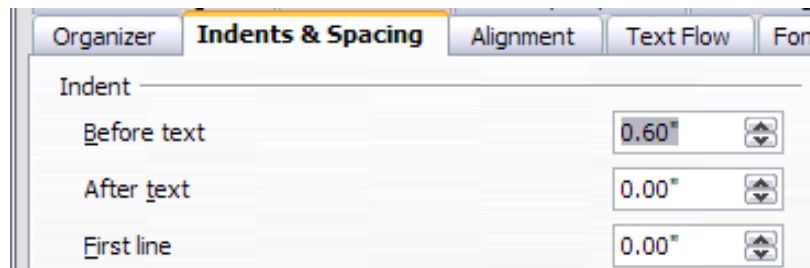 Organizer Indents & Spacing Alignment Text Flow
Indent
Before text 0.60"
After text 0.00"
First line 0.00"